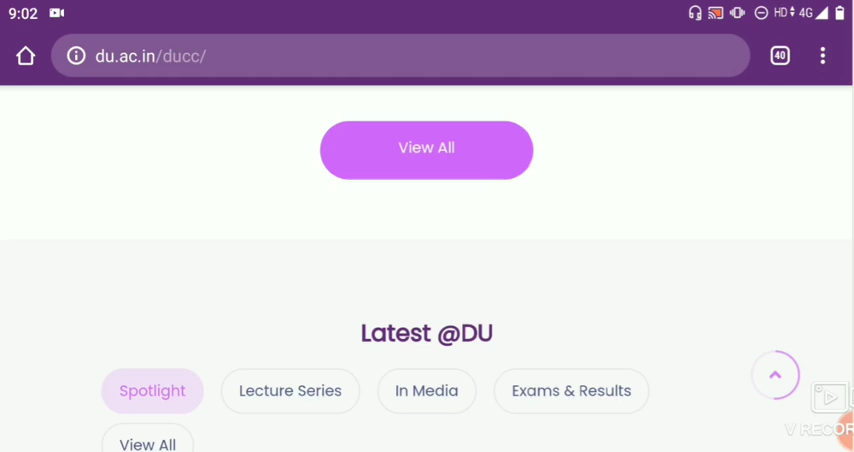 9:02 HD 4G
du.ac.in/ducc/ 40
View All
Latest @DU
Spotlight Lecture Series In Media Exams & Results
V RECOR
View All